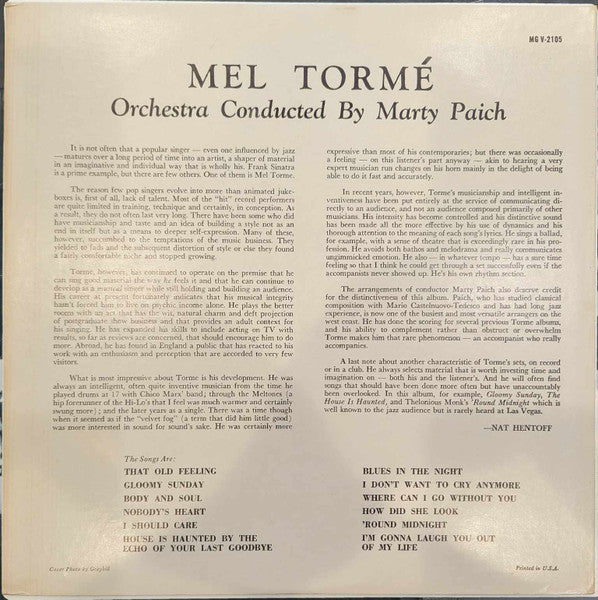 MG V-2105
MEL TORMÉ
Orchestra Conducted By Marty Paich
It is not often that a popular singer — even one influenced by jazz
— matures over a long period of time into an artist, a shaper of material
in an imaginative and individual way that is wholly his. Frank Sinatra
is a prime example, but there are few others. One of them is Mel Torme.
The reason few pop singers evolve into more than animated juke-
boxes is, first of all, lack of talent. Most of the "hit" record performers
are quite limited in training, technique and certainly, in conception. As
a result, they do not often last very long. There have been some who did
have musicianship and taste and an idea of building a style not as an
end in itself but as a means to deeper self-expression. Many of these,
however, succumbed to the temptations of the music business. They
yielded to fads and the subsequent distortion of style or else they found
a fairly comfortable niche and stopped growing.
Torme, however, has continued to operate on the premise that he
can sing good material the way he feels it and that he can continue to
develop as a musical singer while still holding and building an audience.
His career at present fortunately indicates that his musical integrity
hasn't forced him to live on psychic income alone. He plays the better
rooms with an act that has the wit, natural charm and deft projection
of postgraduate show business and that provides an adult context for
his singing. He has expanded his skills to include acting on TV with
results, so far as reviews are concerned, that should encourage him to do
more. Abroad, he has found in England a public that has reacted to his
work with an enthusiasm and perception that are accorded to very few
visitors.
What is most impressive about Torme is his development. He was
always an intelligent, often quite inventive musician from the time he
played drums at 17 with Chico Marx' band; through the Meltones (a
hip forerunner of the Hi-Lo's that I feel was much warmer and certainly
swung more); and the later years as a single. There was a time though
when it seemed as if the "velvet fog" (a term that did him little good)
was more interested in sound for sound's sake. He was certainly more
expressive than most of his contemporaries; but there was occasionally
a feeling — on this listener's part anyway — akin to hearing a very
expert musician run changes on his horn mainly in the delight of being
able to do it fast and accurately.
In recent years, however, Torme's musicianship and intelligent in-
ventiveness have been put entirely at the service of communicating di-
rectly to an audience, and not an audience composed primarily of other
musicians. His intensity has become controlled and his distinctive sound
has been made all the more effective by his use of dynamics and his
thorough attention to the meaning of each song's lyrics. He sings a ballad,
for example, with a sense of theatre that is exceedingly rare in his pro-
fession. He avoids both bathos and melodrama and really communicates
ungimmicked emotion. He also — in whatever tempo — has a sure time
feeling so that I think he could get through a set successfully even if the
accompanists never showed up. He's his own rhythm section.
The arrangements of conductor Marty Paich also deserve credit
for the distinctiveness of this album. Paich, who has studied classical
composition with Mario Castelnuovo-Tedesco and has had long jazz
experience, is now one of the busiest and most versatile arrangers on the
west coast. He has done the scoring for several previous Torme albums,
and his ability to complement rather than obstruct or overwhelm
Torme makes him that rare phenomenon — an accompanist who really
accompanies.
A last note about another characteristic of Torme's sets, on record
or in a club. He always selects material that is worth investing time and
imagination on — both his and the listener's. And he will often find
songs that should have been done more often but have unaccountably
been overlooked. In this album, for example, Gloomy Sunday, The
House Is Haunted, and Thelonious Monk's 'Round Midnight which is
well known to the jazz audience but is rarely heard at Las Vegas.
—NAT HENTOFF
The Songs Are:
THAT OLD FEELING
GLOOMY SUNDAY
BODY AND SOUL
NOBODY'S HEART
I SHOULD CARE
HOUSE IS HAUNTED BY THE
ECHO OF YOUR LAST GOODBYE
BLUES IN THE NIGHT
I DON'T WANT TO CRY ANYMORE
WHERE CAN I GO WITHOUT YOU
HOW DID SHE LOOK
'ROUND MIDNIGHT
I'M GONNA LAUGH YOU OUT
OF MY LIFE
Cover Photo by Graphil
Printed in U.S.A.